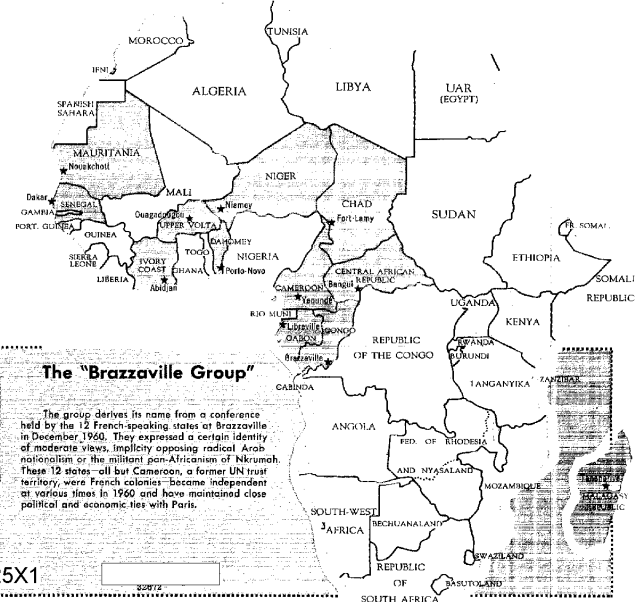 MOROCCO
TUNISIA
IFNI
ALGERIA
LIBYA
UAR
(EGYPT)
SPANISH
SAHARA
MAURITANIA
Nouakchott
MALI
NIGER
CHAD
SUDAN
Dakar
SENEGAL
GAMBIA
PORT. GUINEA
GUINEA
SIERRA
LEONE
LIBERIA
IVORY
COAST
Abidjan
Ouagadougou
UPPER VOLTA
Niamey
GHANA
TOGO
DAHOMEY
Porto-Novo
NIGERIA
Fort-Lamy
FR. SOMAL.
ETHIOPIA
SOMALI
REPUBLIC
CENTRAL AFRICAN
REPUBLIC
Bangui
CAMEROON
Yaounde
RIO MUNI
Libreville
GABON
CONGO
Brazzaville
CABINDA
REPUBLIC
OF THE CONGO
UGANDA
KENYA
RWANDA
BURUNDI
TANGANYIKA
ZANZIBAR
ANGOLA
FED. OF RHODESIA
AND NYASALAND
MOZAMBIQUE
MALAGASY
REPUBLIC
SOUTH-WEST
AFRICA
BECHUANALAND
SWAZILAND
BASUTOLAND
REPUBLIC
OF
SOUTH AFRICA
The "Brazzaville Group"
The group derives its name from a conference
held by the 12 French-speaking states at Brazzaville
in December 1960. They expressed a certain identity
of moderate views, implicity opposing radical Arab
nationalism or the militant pan-Africanism of Nkrumah.
These 12 states—all but Cameroon, a former UN trust
territory, were French colonies—became independent
at various times in 1960 and have maintained close
political and economic ties with Paris.
25X1
32672